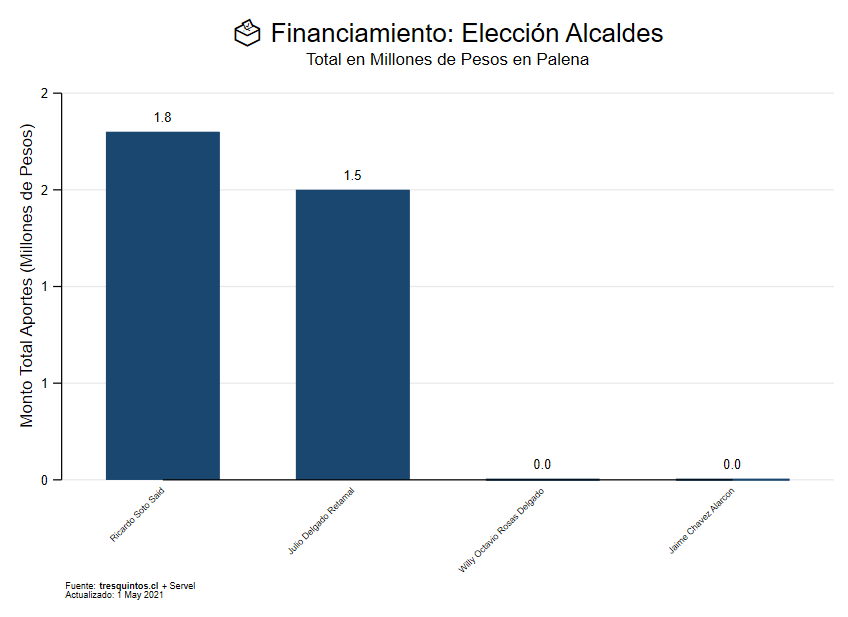 Financiamiento: Elección Alcaldes
Total en Millones de Pesos en Palena
Monto Total Aportes (Millones de Pesos)
2
2
1
1
0
1.8
1.5
0.0
0.0
Ricardo Soto Said
Julio Delgado Retamal
Willy Octavio Rosas Delgado
Jaime Chavez Alarcon
Fuente: tresquintos.cl + Servel
Actualizado: 1 May 2021